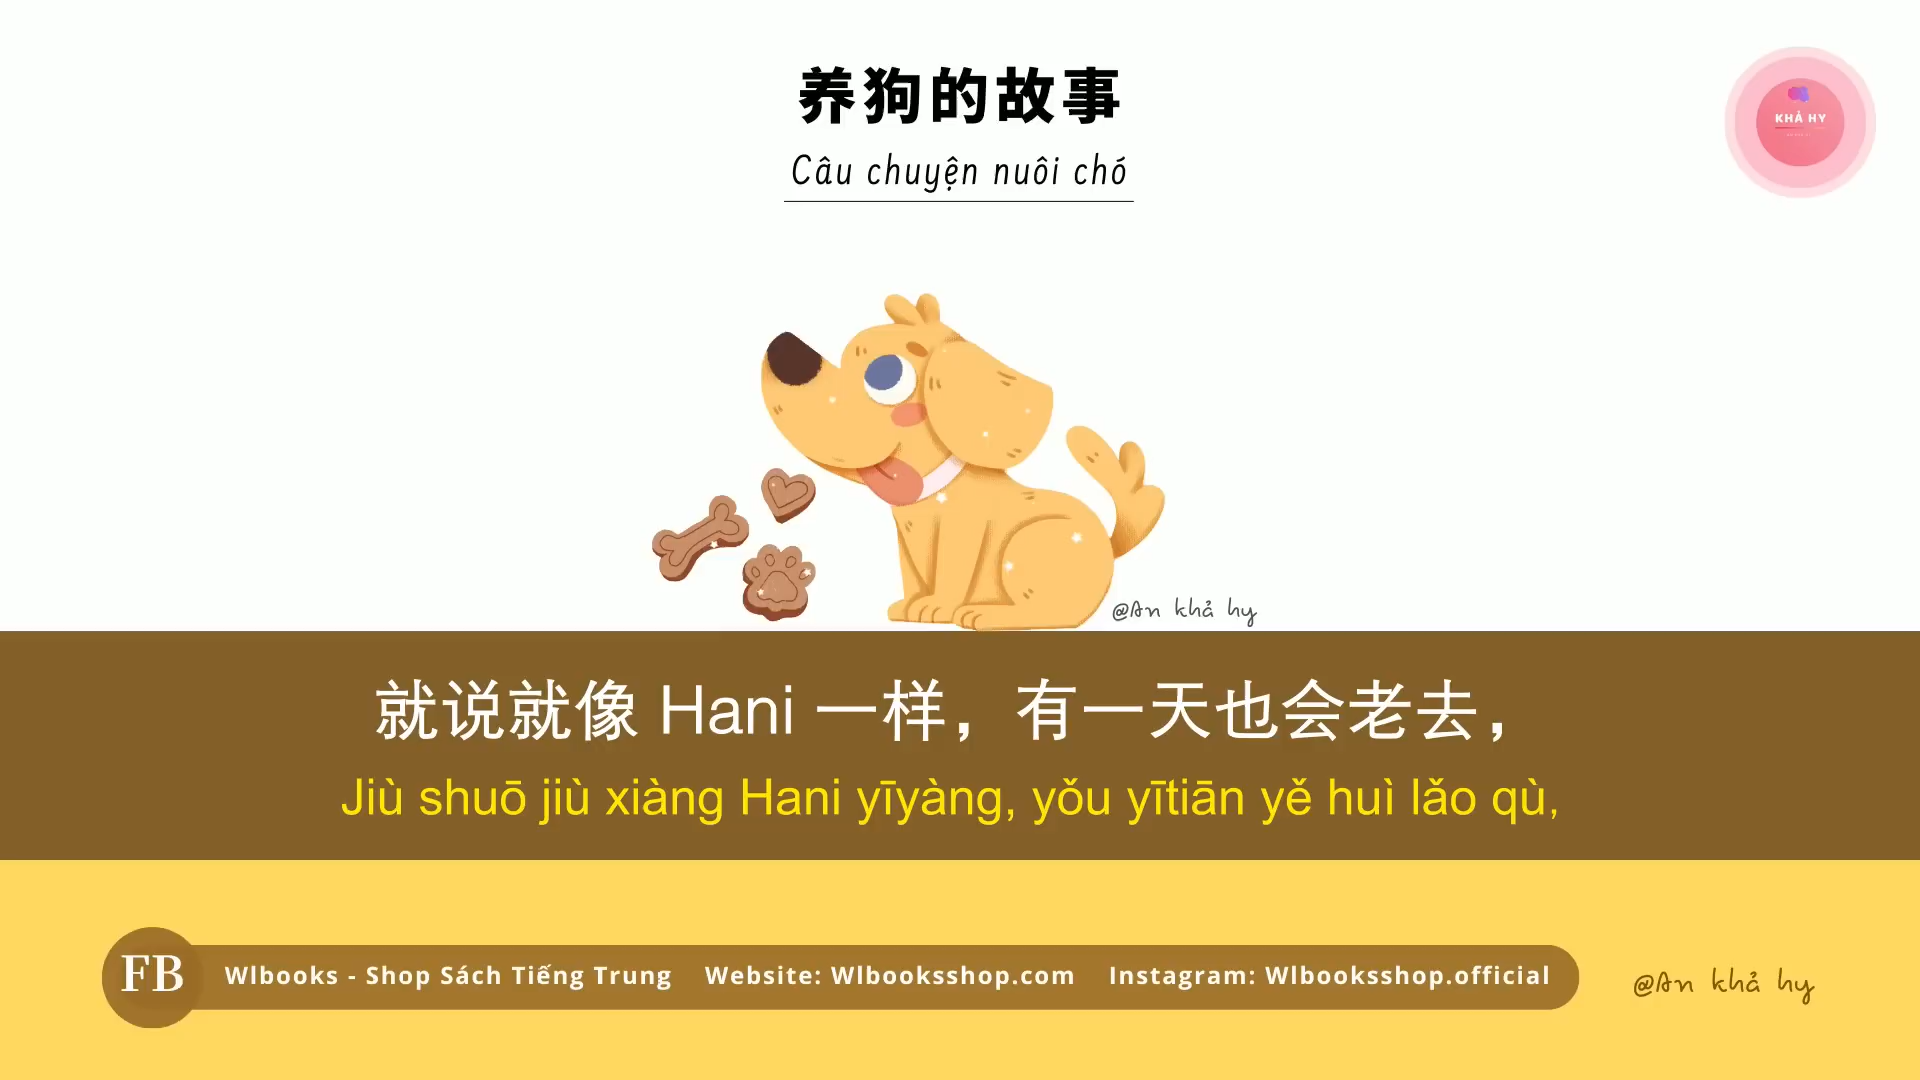 养狗的故事
Câu chuyện nuôi chó
KHẢ HY
@An khả hy
就说就像 Hani 一样，有一天也会老去，
Jiù shuō jiù xiàng Hani yīyàng, yǒu yītiān yě huì lǎo qù,
FB Wlbooks - Shop Sách Tiếng Trung Website: Wlbooksshop.com Instagram: Wlbooksshop.official
@An khả hy